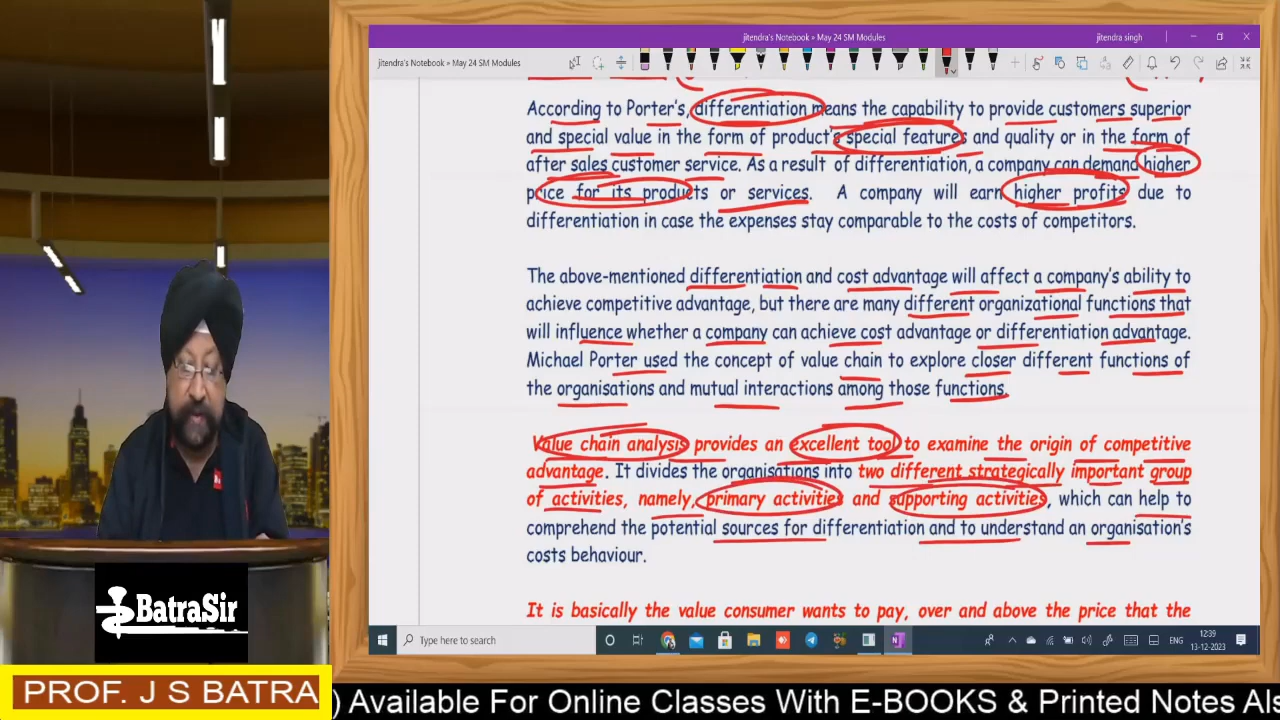 jitendra's Notebook » May 24 SM Modules
jitendra singh
jitendra's Notebook » May 24 SM Modules
According to Porter's, differentiation means the capability to provide customers superior
and special value in the form of product's special features and quality or in the form of
after sales customer service. As a result of differentiation, a company can demand higher
price for its products or services. A company will earn higher profits due to
differentiation in case the expenses stay comparable to the costs of competitors.
The above-mentioned differentiation and cost advantage will affect a company's ability to
achieve competitive advantage, but there are many different organizational functions that
will influence whether a company can achieve cost advantage or differentiation advantage.
Michael Porter used the concept of value chain to explore closer different functions of
the organisations and mutual interactions among those functions.
Value chain analysis provides an excellent tool to examine the origin of competitive
advantage. It divides the organisations into two different strategically important group
of activities, namely, primary activities and supporting activities, which can help to
comprehend the potential sources for differentiation and to understand an organisation's
costs behaviour.
It is basically the value consumer wants to pay, over and above the price that the
Type here to search
ENG
12:39
13-12-2023
BatraSir
PROF. J S BATRA
) Available For Online Classes With E-BOOKS & Printed Notes Als